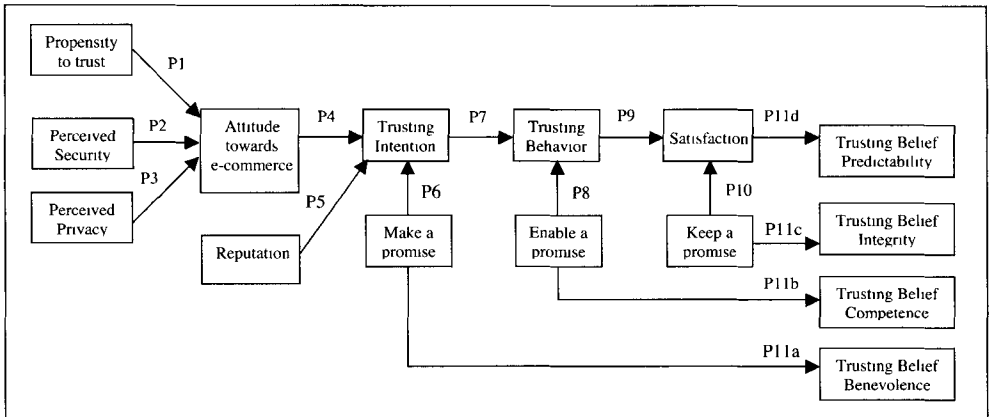 Propensity
to trust
P1
Perceived
Security
P2
Perceived
Privacy
P3
Attitude
towards
e-commerce
P4
Reputation
P5
Trusting
Intention
P6
Make a
promise
P7
Trusting
Behavior
P8
Enable a
promise
P9
Satisfaction
P10
Keep a
promise
P11d
Trusting Belief
Predictability
P11c
Trusting Belief
Integrity
P11b
Trusting Belief
Competence
P11a
Trusting Belief
Benevolence